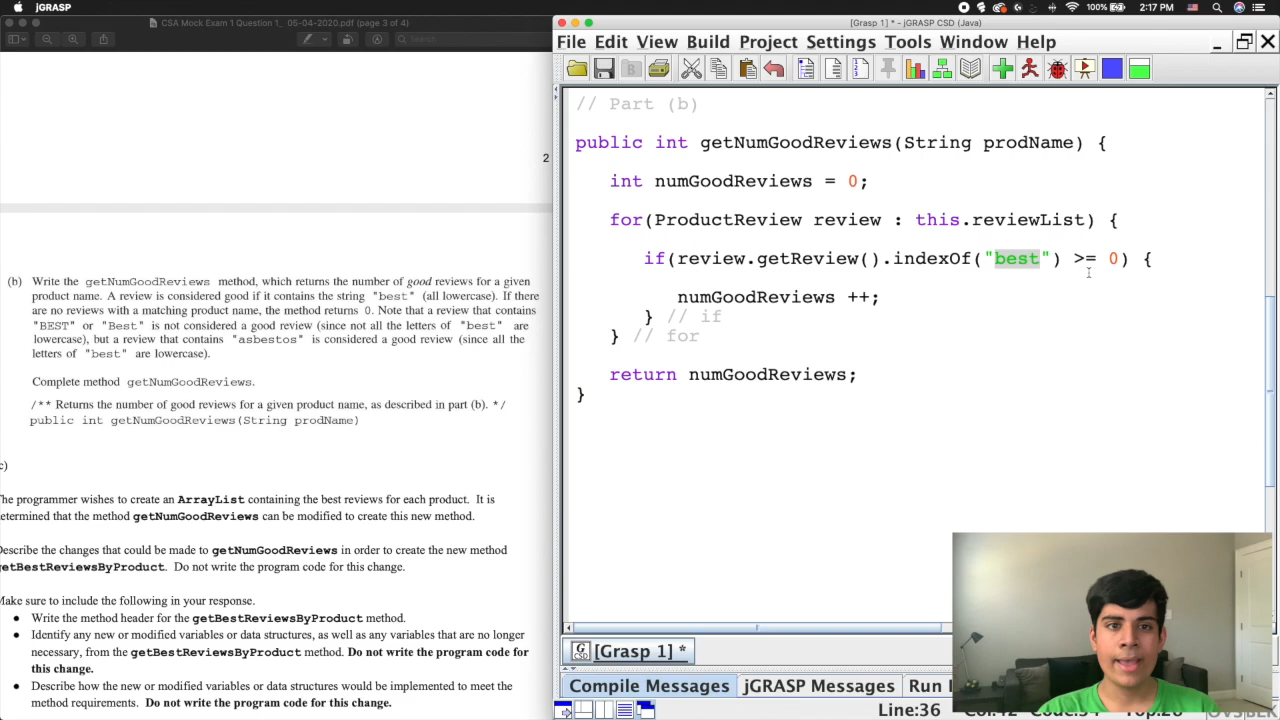 jGRASP
100%
2:17 PM
CSA Mock Exam 1 Question 1_ 05-04-2020.pdf (page 3 of 4)
Search
2
(b) Write the getNumGoodReviews method, which returns the number of good reviews for a given
product name. A review is considered good if it contains the string "best" (all lowercase). If there
are no reviews with a matching product name, the method returns 0. Note that a review that contains
"BEST" or "Best" is not considered a good review (since not all the letters of "best" are
lowercase), but a review that contains "asbestos" is considered a good review (since all the
letters of "best" are lowercase).
Complete method getNumGoodReviews.
/** Returns the number of good reviews for a given product name, as described in part (b). */
public int getNumGoodReviews(String prodName)
c)
The programmer wishes to create an ArrayList containing the best reviews for each product. It is
etermined that the method getNumGoodReviews can be modified to create this new method.
Describe the changes that could be made to getNumGoodReviews in order to create the new method
getBestReviewsByProduct. Do not write the program code for this change.
Make sure to include the following in your response.
● Write the method header for the getBestReviewsByProduct method.
● Identify any new or modified variables or data structures, as well as any variables that are no longer
necessary, from the getBestReviewsByProduct method. Do not write the program code for
this change.
● Describe how the new or modified variables or data structures would be implemented to meet the
method requirements. Do not write the program code for this change.
[Grasp 1] * - jGRASP CSD (Java)
File Edit View Build Project Settings Tools Window Help
// Part (b)
public int getNumGoodReviews(String prodName) {
int numGoodReviews = 0;
for(ProductReview review : this.reviewList) {
if(review.getReview().indexOf("best") >= 0) {
numGoodReviews ++;
} // if
} // for
return numGoodReviews;
}
[Grasp 1] *
Compile Messages jGRASP Messages Run I
Line:36